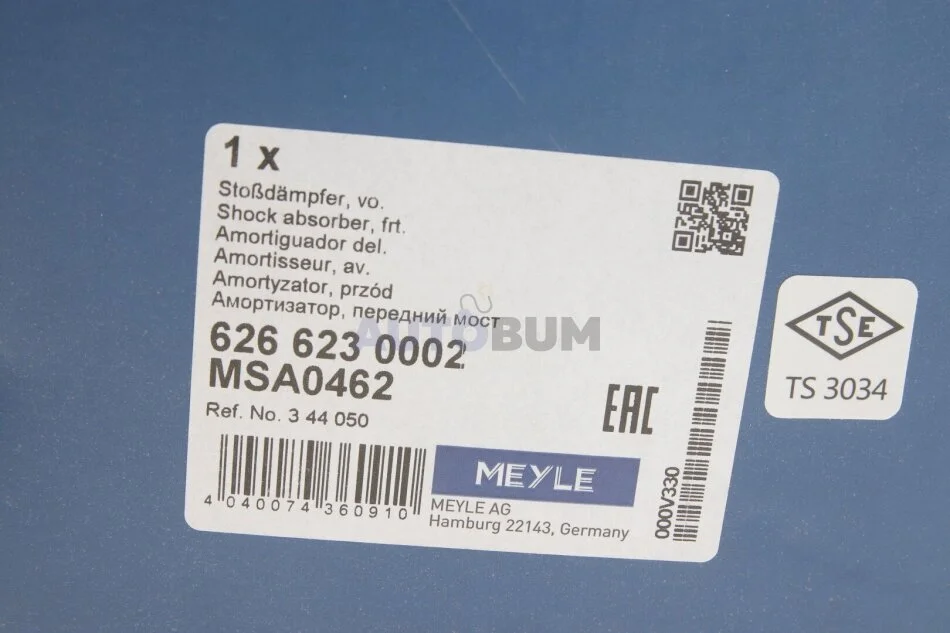 1 x
Stoßdämpfer, vo.
Shock absorber, frt.
Amortiguador del.
Amortisseur, av.
Amortyzator, przód
Амортизатор, передний мост
AUTOBUM
626 623 0002
MSA0462
Ref. No. 3 44 050
EAC
TSE
TS 3034
4 040074 360910
MEYLE
MEYLE AG
Hamburg 22143, Germany
000V330